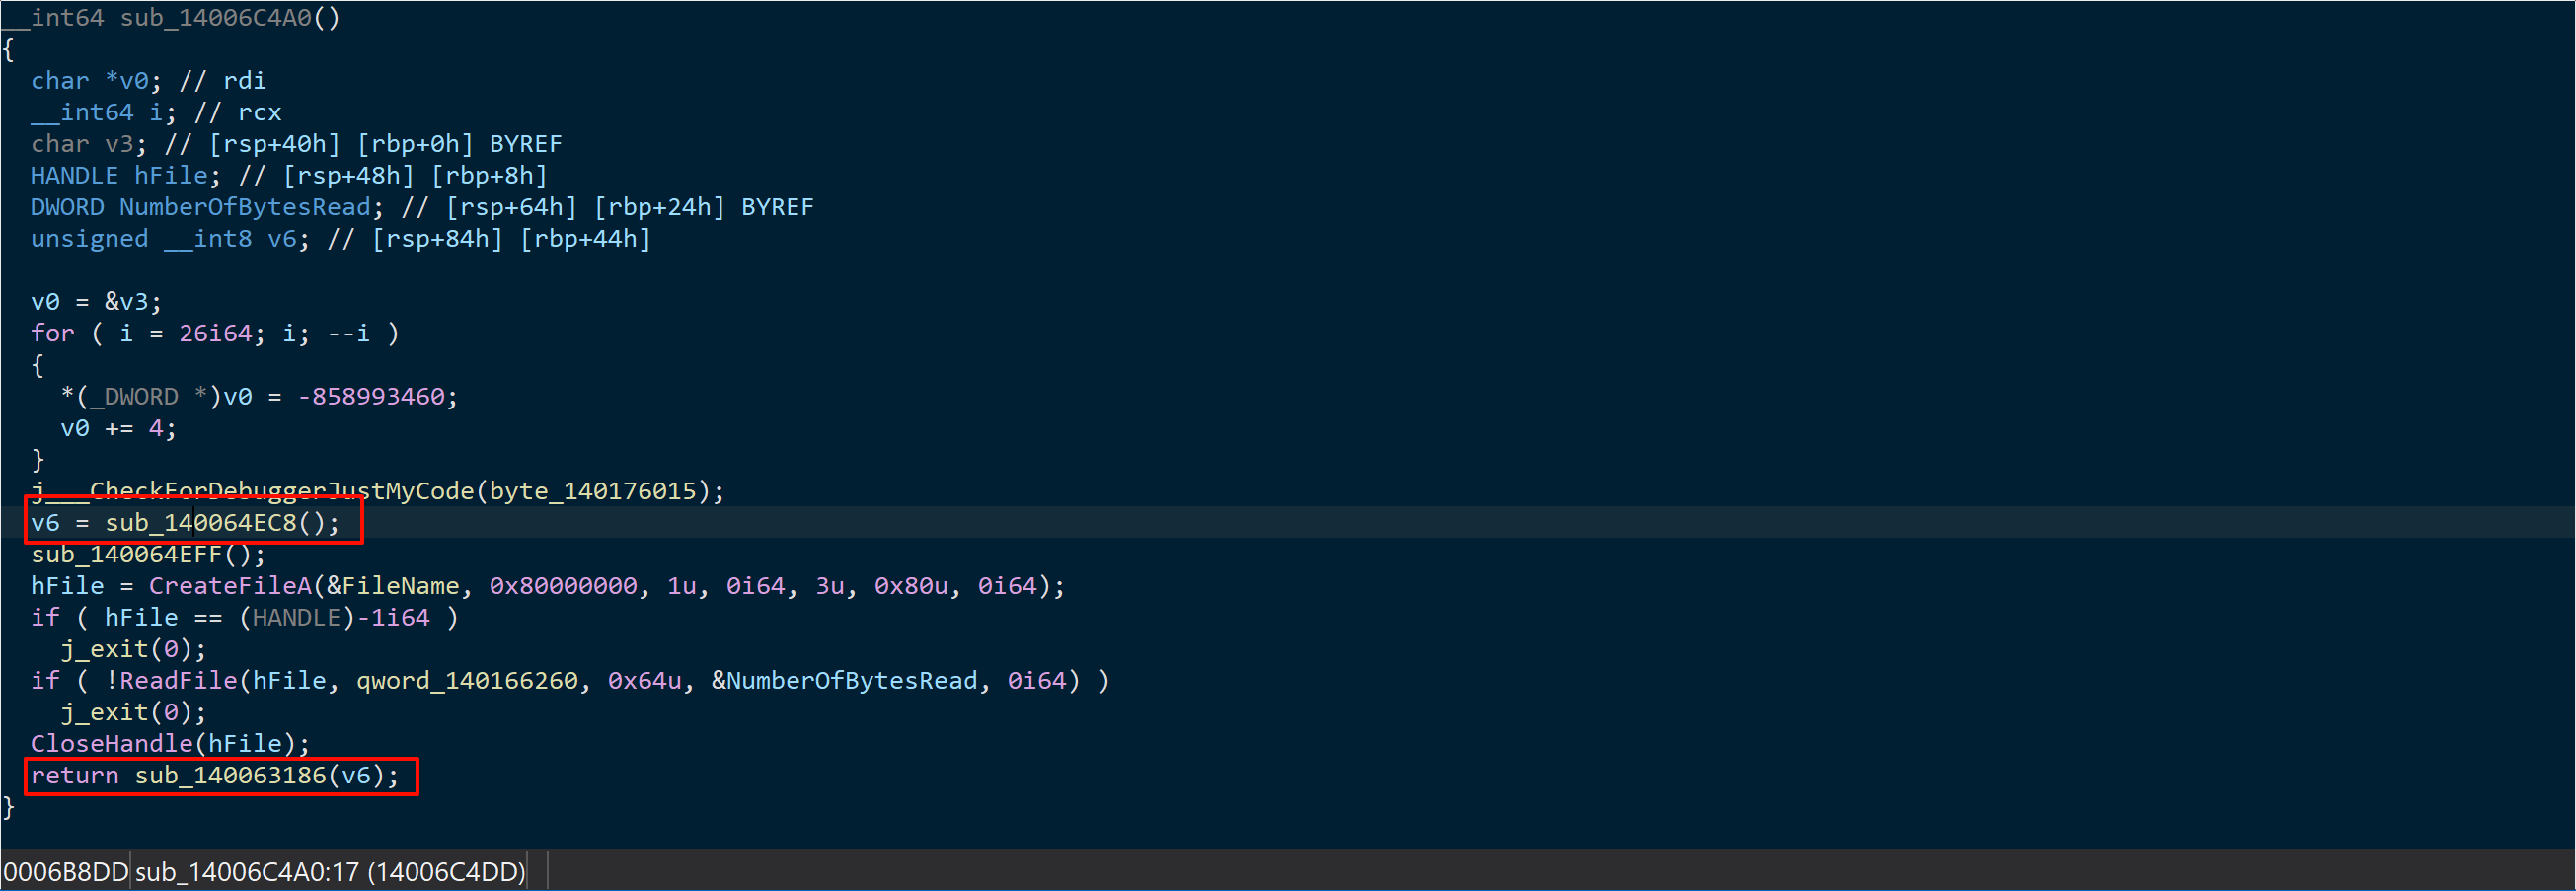 __int64 sub_14006C4A0()
{
  char *v0; // rdi
  __int64 i; // rcx
  char v3; // [rsp+40h] [rbp+0h] BYREF
  HANDLE hFile; // [rsp+48h] [rbp+8h]
  DWORD NumberOfBytesRead; // [rsp+64h] [rbp+24h] BYREF
  unsigned __int8 v6; // [rsp+84h] [rbp+44h]

  v0 = &v3;
  for ( i = 26i64; i; --i )
  {
    *(_DWORD *)v0 = -858993460;
    v0 += 4;
  }
  j___CheckForDebuggerJustMyCode(byte_140176015);
  v6 = sub_140064EC8();
  sub_140064EFF();
  hFile = CreateFileA(&FileName, 0x80000000, 1u, 0i64, 3u, 0x80u, 0i64);
  if ( hFile == (HANDLE)-1i64 )
    j_exit(0);
  if ( !ReadFile(hFile, qword_140166260, 0x64u, &NumberOfBytesRead, 0i64) )
    j_exit(0);
  CloseHandle(hFile);
  return sub_140063186(v6);
}
0006B8DD sub_14006C4A0:17 (14006C4DD)